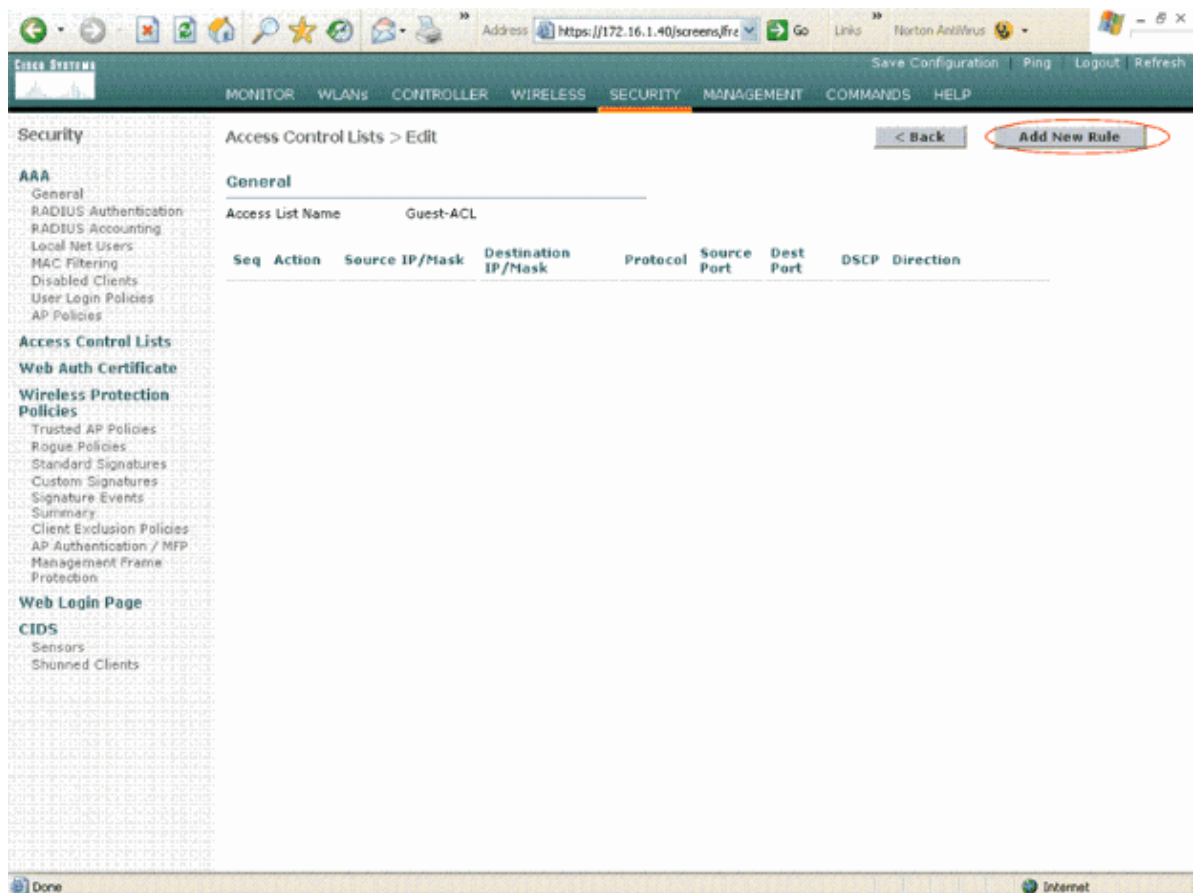 Address https://172.16.1.40/screens/fra Go Links Norton AntiVirus
CISCO SYSTEMS
Save Configuration | Ping | Logout | Refresh
MONITOR WLANs CONTROLLER WIRELESS SECURITY MANAGEMENT COMMANDS HELP
Security
AAA
General
RADIUS Authentication
RADIUS Accounting
Local Net Users
MAC Filtering
Disabled Clients
User Login Policies
AP Policies
Access Control Lists
Web Auth Certificate
Wireless Protection
Policies
Trusted AP Policies
Rogue Policies
Standard Signatures
Custom Signatures
Signature Events
Summary
Client Exclusion Policies
AP Authentication / MFP
Management Frame
Protection
Web Login Page
CIDS
Sensors
Shunned Clients
Access Control Lists > Edit
< Back
Add New Rule
General
Access List Name Guest-ACL
Seq Action Source IP/Mask Destination IP/Mask Protocol Source Port Dest Port DSCP Direction
Done
Internet